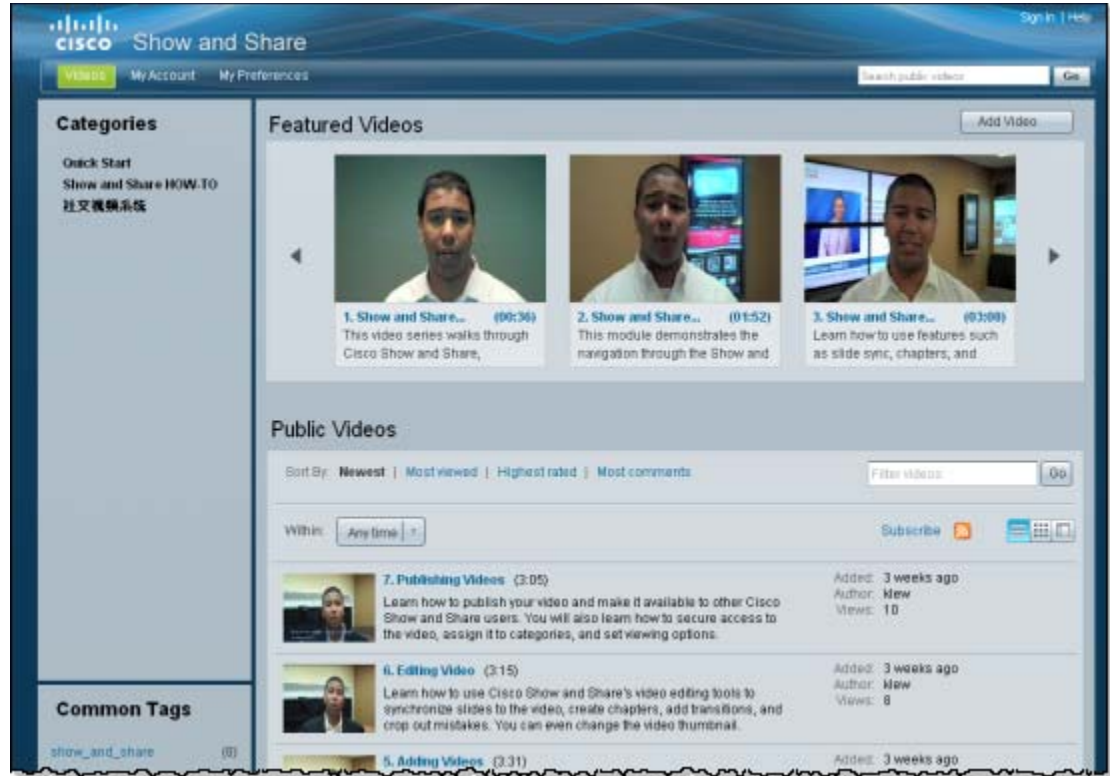 CISCO Show and Share
Sign In | Help
Videos My Account My Preferences
Search public videos Go
Categories
Quick Start
Show and Share HOW-TO
社交視頻系统
Featured Videos
Add Video
1. Show and Share... (00:36)
This video series walks through
Cisco Show and Share,
2. Show and Share... (01:52)
This module demonstrates the
navigation through the Show and
3. Show and Share... (03:00)
Learn how to use features such
as slide sync, chapters, and
Public Videos
Sort By: Newest | Most viewed | Highest rated | Most comments
Filter videos Go
Within: Any time
Subscribe
7. Publishing Videos (3:05)
Learn how to publish your video and make it available to other Cisco
Show and Share users. You will also learn how to secure access to
the video, assign it to categories, and set viewing options.
Added: 3 weeks ago
Author: klew
Views: 10
6. Editing Video (3:15)
Learn how to use Cisco Show and Share's video editing tools to
synchronize slides to the video, create chapters, add transitions, and
crop out mistakes. You can even change the video thumbnail.
Added: 3 weeks ago
Author: klew
Views: 8
Common Tags
show_and_share (8)
5. Adding Videos (3:31)
Added: 3 weeks ago